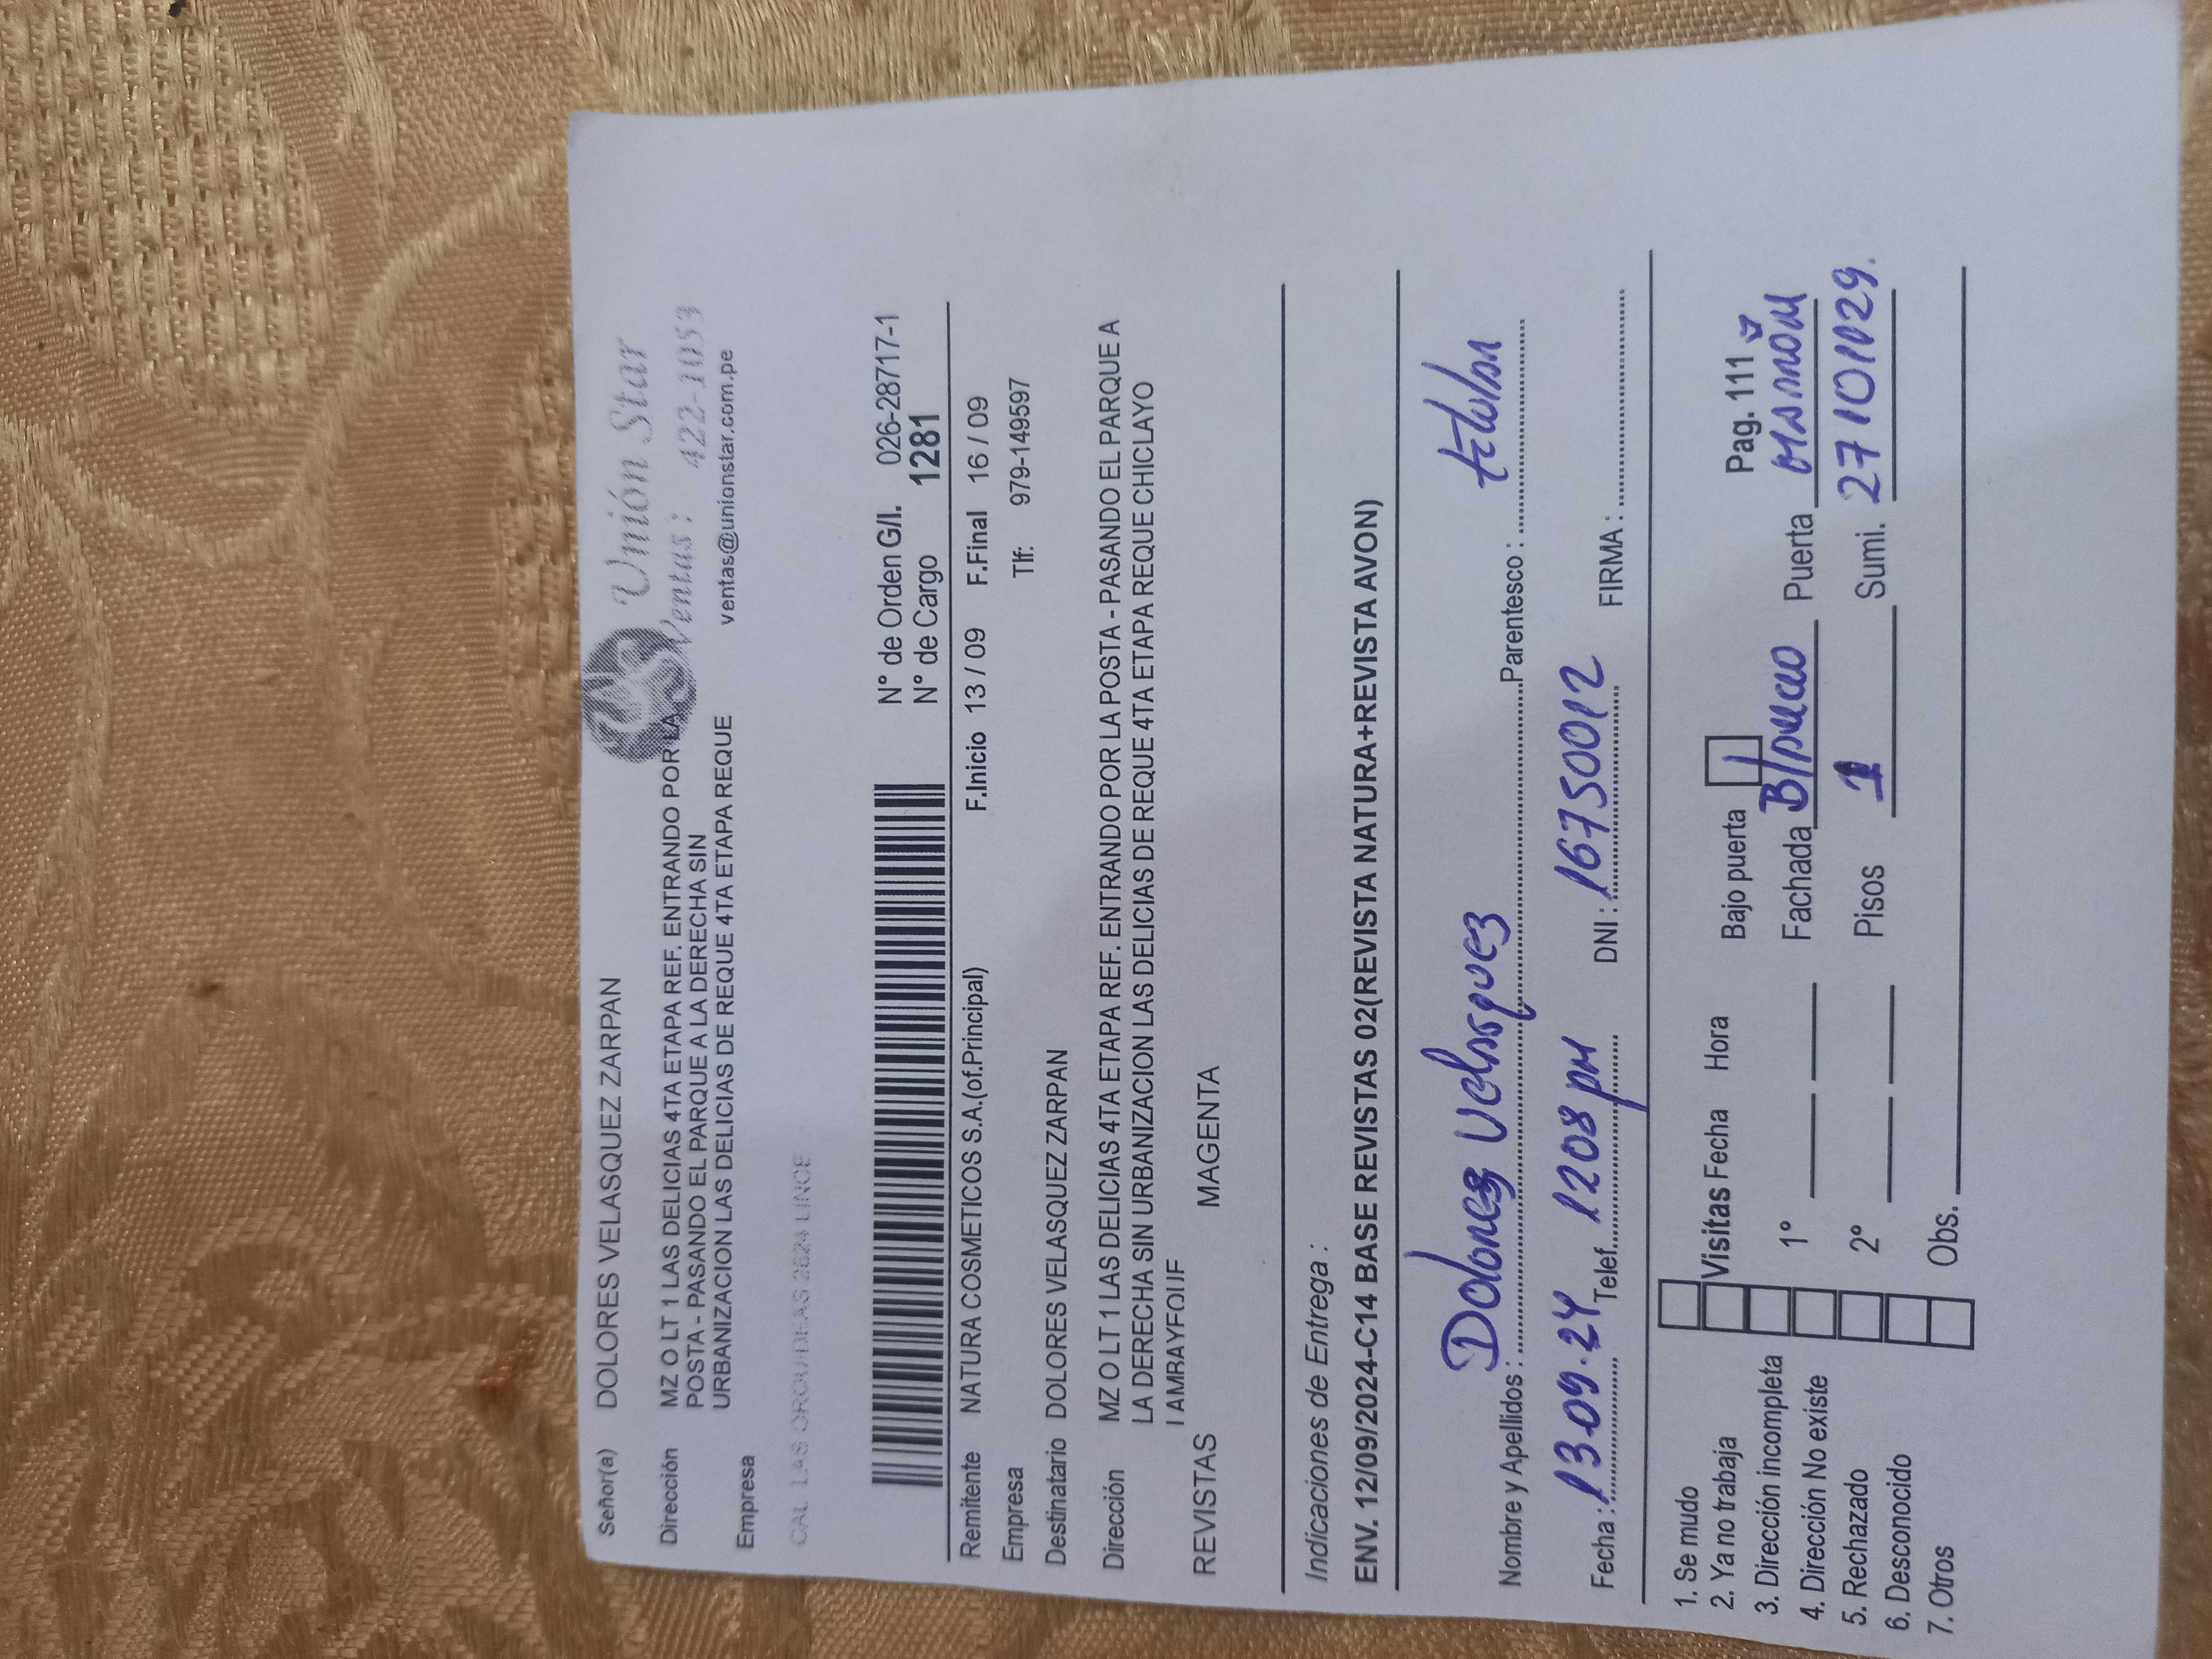 Señor(a) DOLORES VELASQUEZ ZARPAN
Unión Star
Ventas: 422-1053
ventas@unionstar.com.pe
Dirección MZ O LT 1 LAS DELICIAS 4TA ETAPA REF. ENTRANDO POR LA
POSTA - PASANDO EL PARQUE A LA DERECHA SIN
URBANIZACION LAS DELICIAS DE REQUE 4TA ETAPA REQUE
Empresa
CAL. LAS ORQUIDEAS 2624 LINCE
N° de Orden G/I. 026-28717-1
N° de Cargo 1281
Remitente NATURA COSMETICOS S.A.(of.Principal) F.Inicio 13 / 09 F.Final 16 / 09
Empresa Tlf: 979-149597
Destinatario DOLORES VELASQUEZ ZARPAN
Dirección MZ O LT 1 LAS DELICIAS 4TA ETAPA REF. ENTRANDO POR LA POSTA - PASANDO EL PARQUE A
LA DERECHA SIN URBANIZACION LAS DELICIAS DE REQUE 4TA ETAPA REQUE CHICLAYO
LAMBAYEQUE
REVISTAS MAGENTA
Indicaciones de Entrega :
ENV. 12/09/2024-C14 BASE REVISTAS 02(REVISTA NATURA+REVISTA AVON)
Nombre y Apellidos : Dolores Velasquez Parentesco : titular
Fecha : 13-09-24 Telef. 1208 pm DNI : 16750012 FIRMA :
1. Se mudo
2. Ya no trabaja
3. Dirección incompleta
4. Dirección No existe
5. Rechazado
6. Desconocido
7. Otros
Visitas Fecha Hora Bajo puerta Pag. 111
1° Fachada B/ Puerta marron
2° Pisos 1 Sumi. 27101129.
Obs.